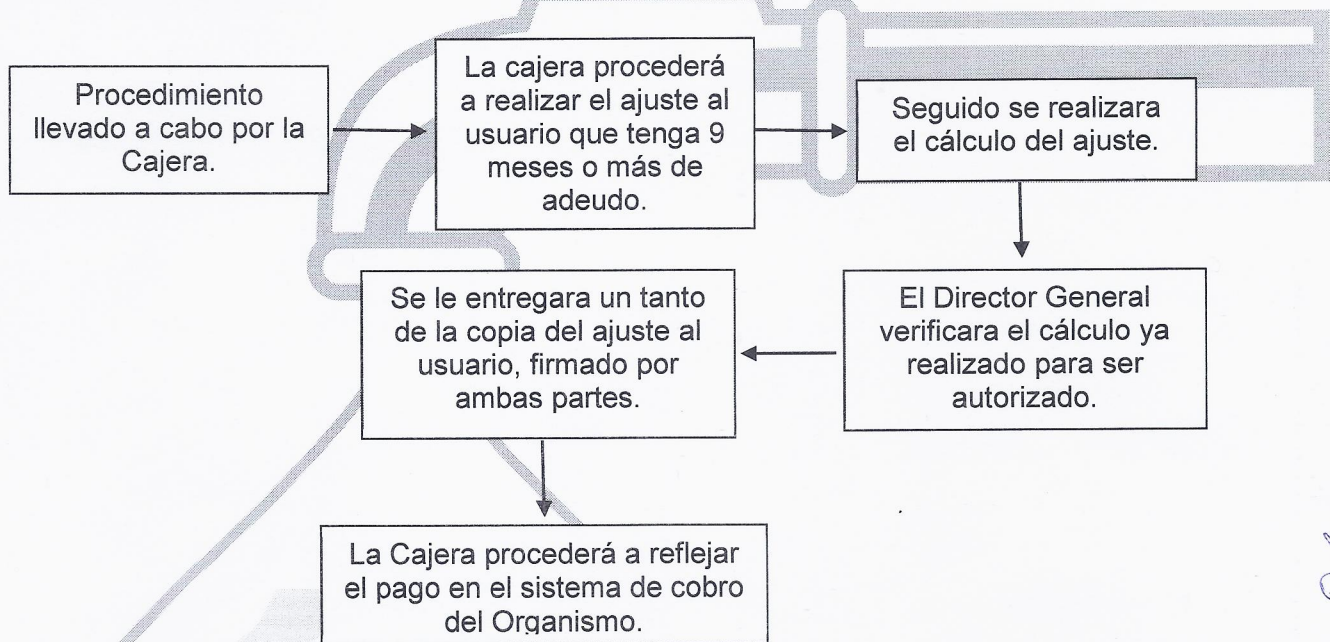 Procedimiento
llevado a cabo por la
Cajera.
La cajera procederá
a realizar el ajuste al
usuario que tenga 9
meses o más de
adeudo.
Seguido se realizara
el cálculo del ajuste.
El Director General
verificara el cálculo ya
realizado para ser
autorizado.
Se le entregara un tanto
de la copia del ajuste al
usuario, firmado por
ambas partes.
La Cajera procederá a reflejar
el pago en el sistema de cobro
del Organismo.